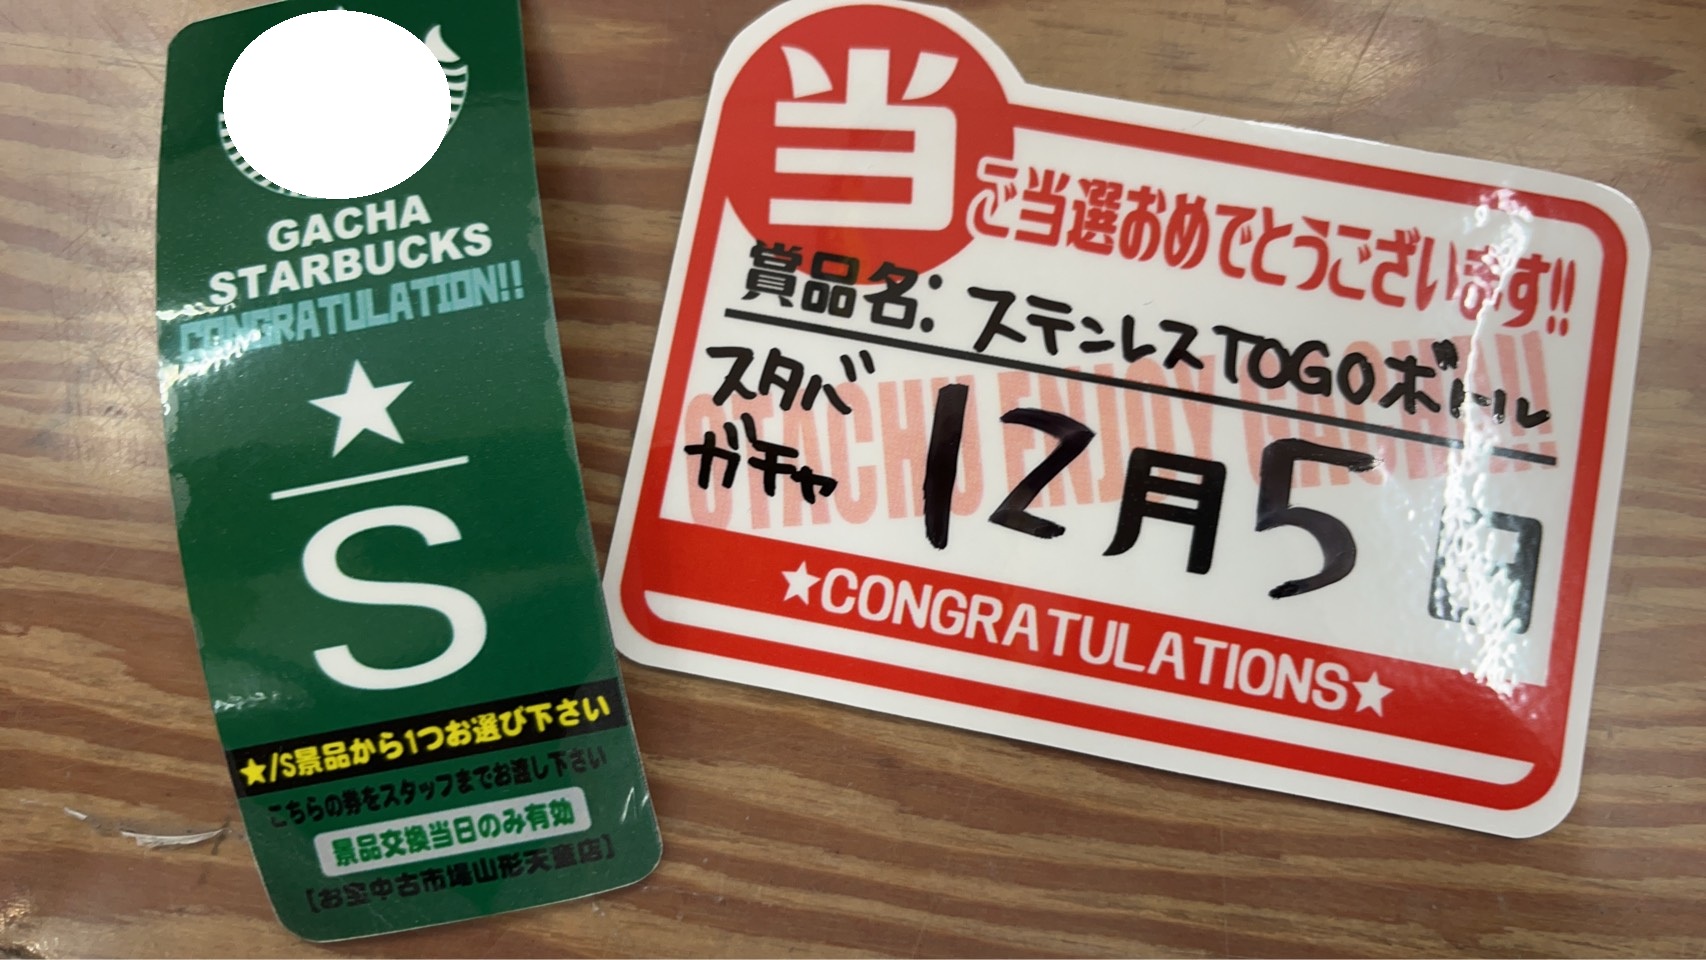 GACHA
STARBUCKS
CONGRATULATION!!
★
S
★/S景品から1つお選び下さい
こちらの券をスタッフまでお渡し下さい
景品交換当日のみ有効
[お宝中古市場山形天童店]
当
ご当選おめでとうございます!!
賞品名:ステンレスTOGOボトル
スタバ
ガチャ
12月5日
OTACHU ENJOY GACHA!!
★CONGRATULATIONS★